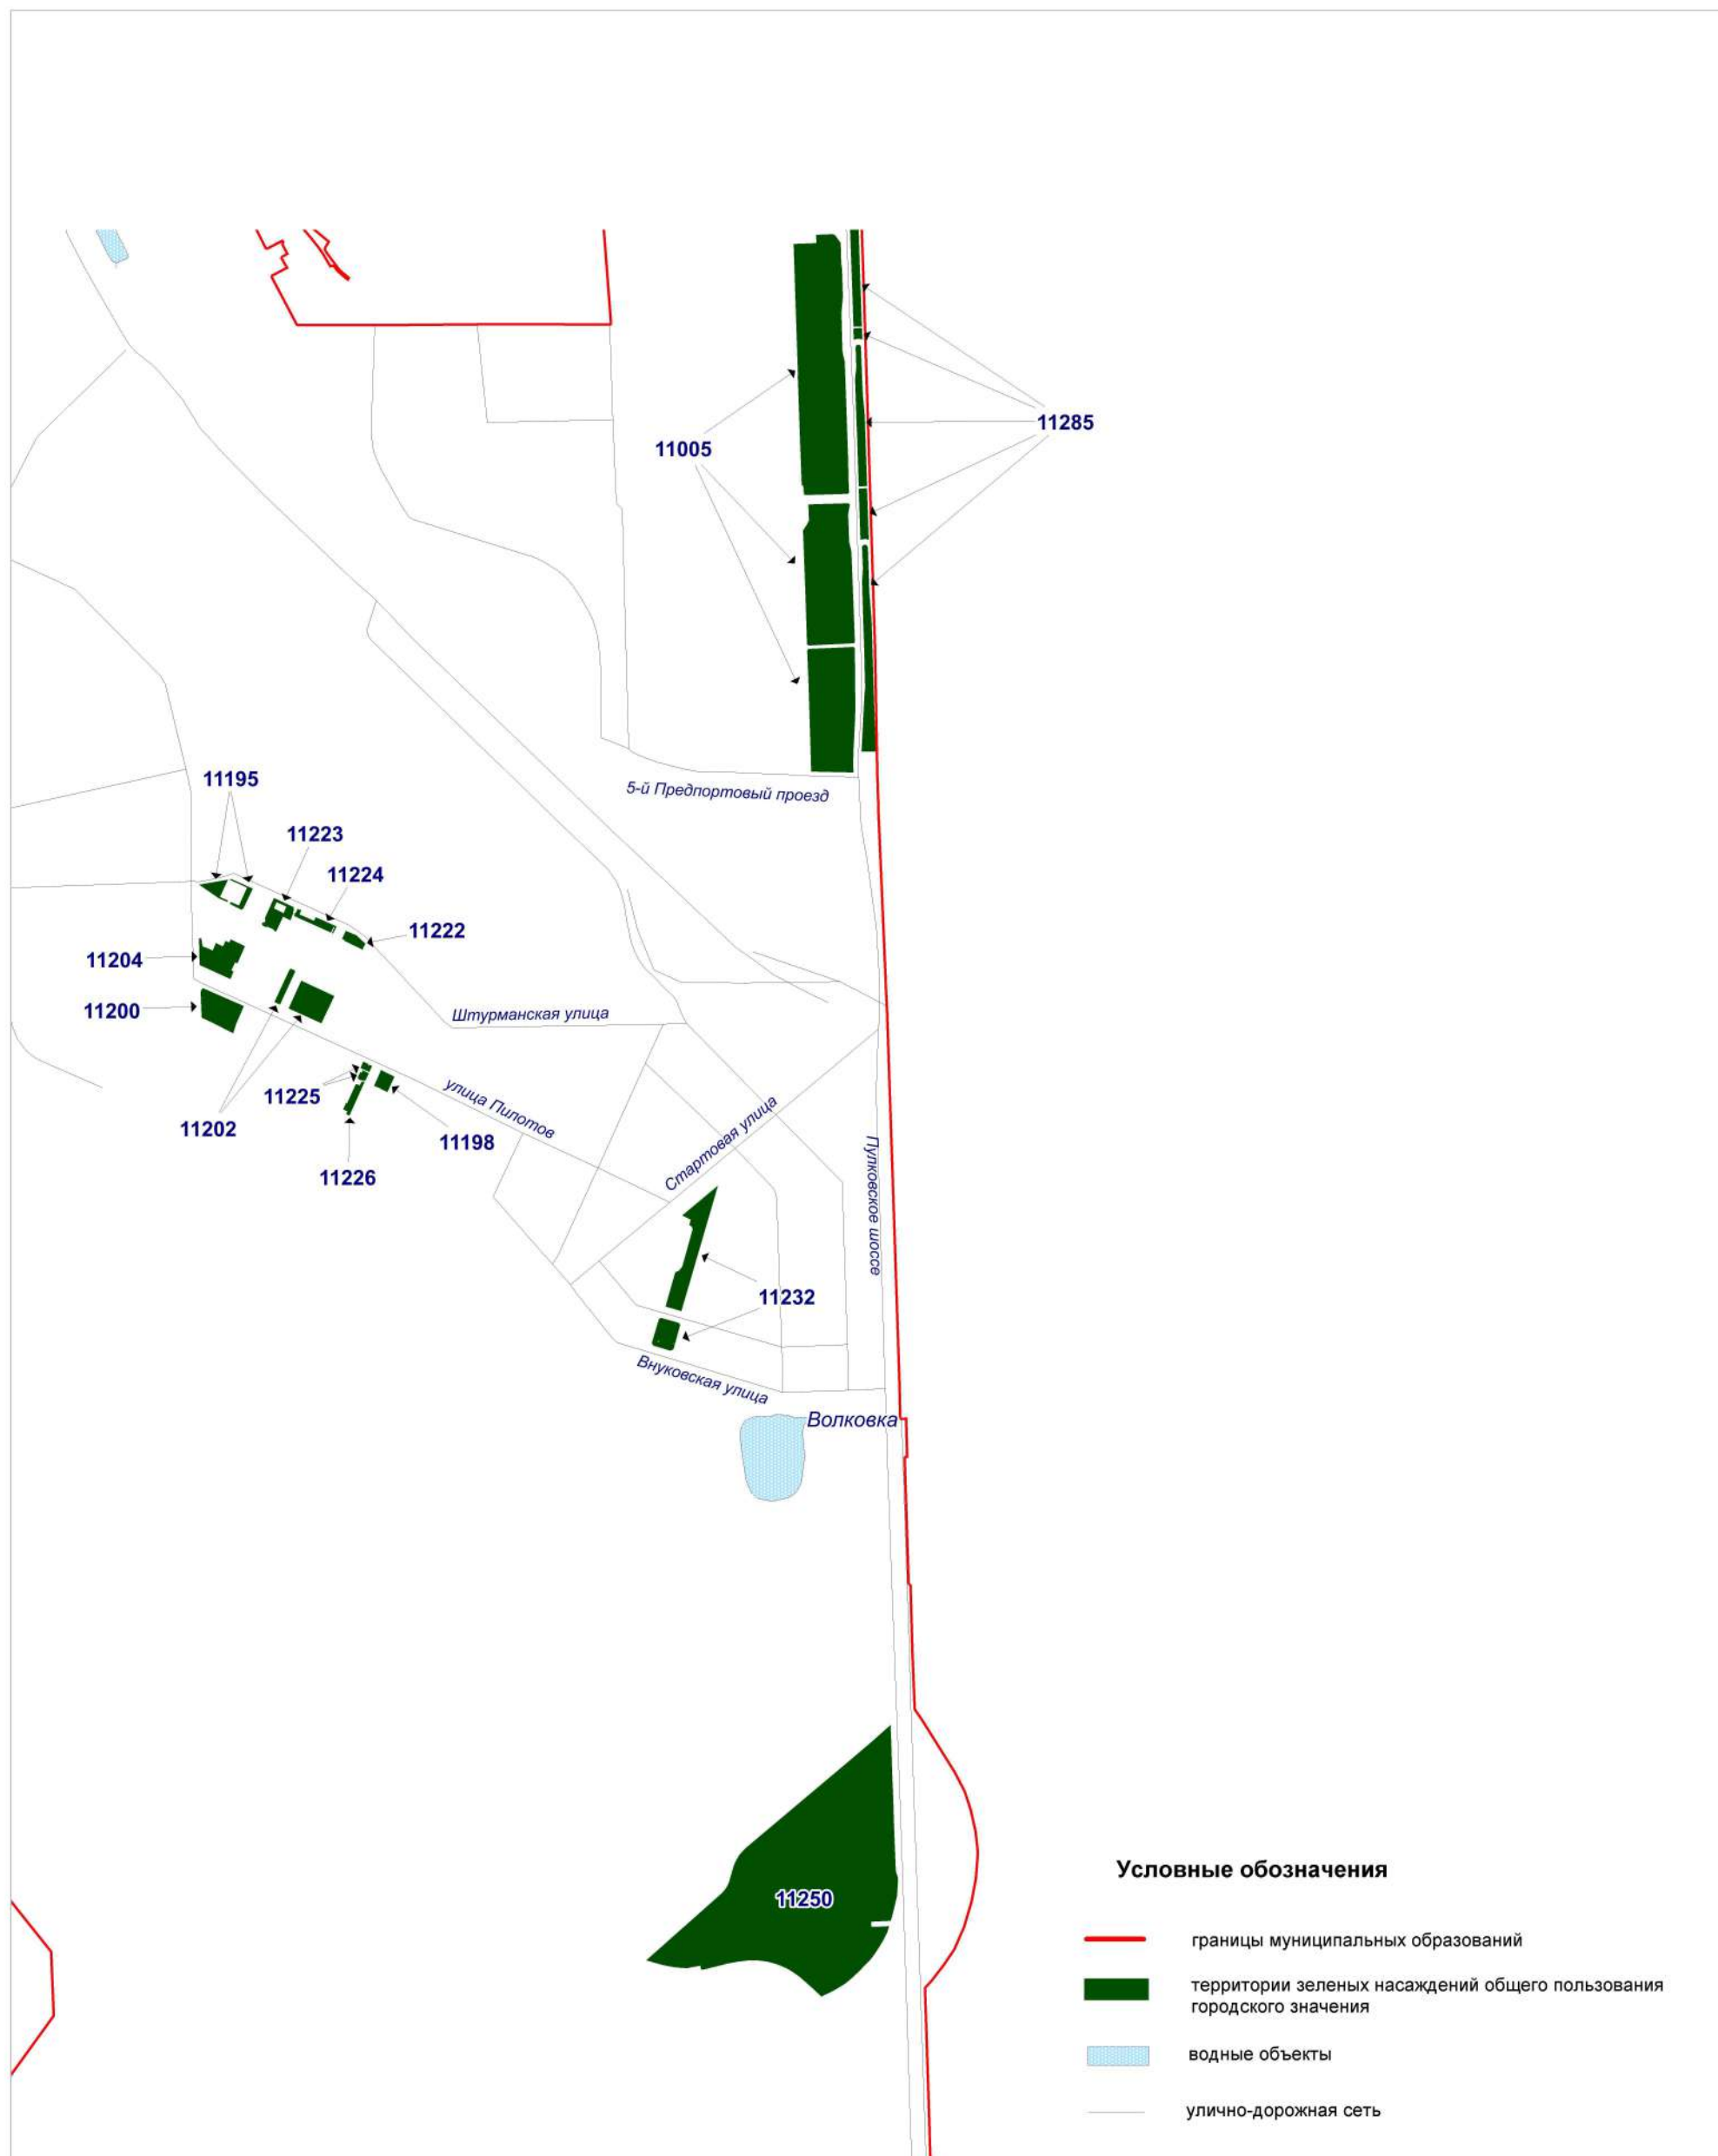 11285
11005
5-й Предпортовый проезд
11195
11223
11224
11222
11204
11200
Штурманская улица
11225
улица Пилотов
11202
11198
Стартовая улица
Пулковское шоссе
11226
11232
Внуковская улица
Волковка
11250
Условные обозначения
границы муниципальных образований
территории зеленых насаждений общего пользования
городского значения
водные объекты
улично-дорожная сеть